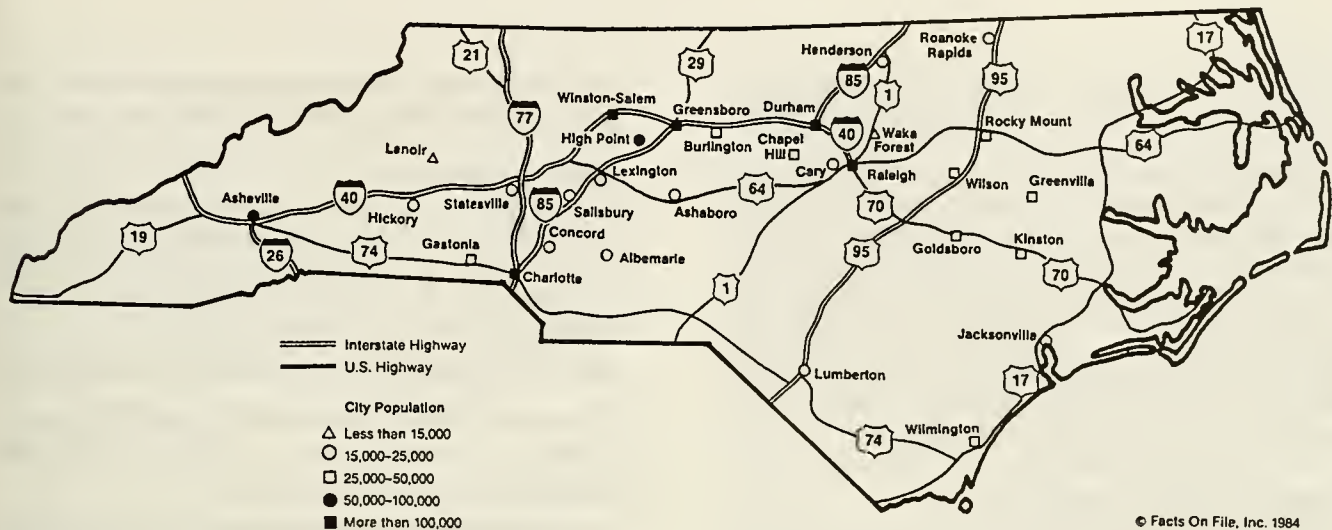 21
29
17
Henderson
Roanoke
Rapids
85
95
77
1
Winston-Salem
Greensboro
Durham
40
Waka
Forest
Rocky Mount
64
High Point
Burlington
Chapel
Hill
Lenoir
Cary
Raleigh
Lexington
Wilson
Greenville
Asheville
40
Hickory
Statesville
85
Salisbury
Ashaboro
64
70
19
26
74
Gastonia
Concord
Albemarle
95
Goldsboro
Kinston
70
Charlotte
1
Jacksonville
Interstate Highway
U.S. Highway
Lumberton
17
City Population
Less than 15,000
15,000–25,000
25,000–50,000
50,000–100,000
More than 100,000
74
Wilmington
© Facts On File, Inc. 1984